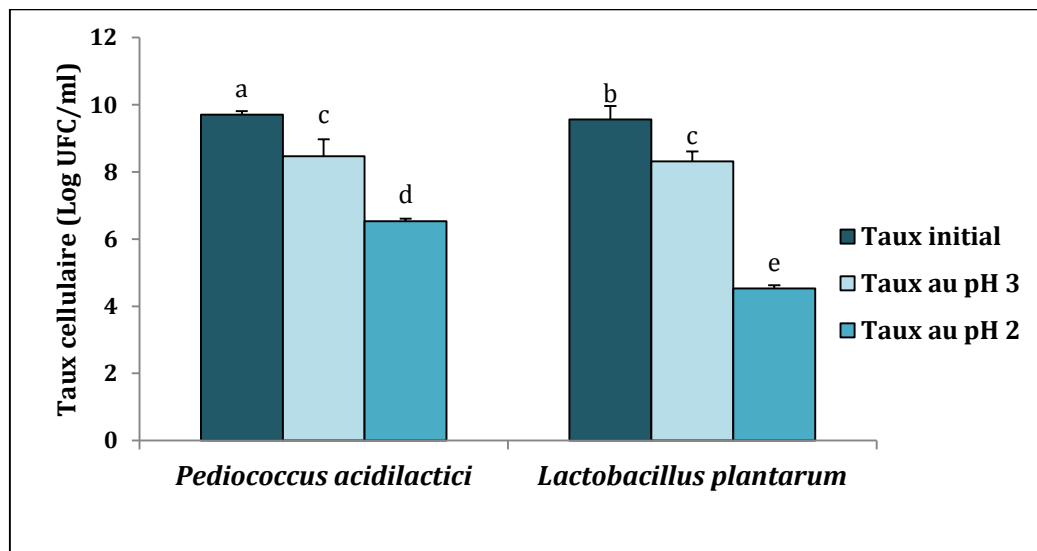 Taux cellulaire (Log UFC/ml)
12
10
8
6
4
2
0
a
c
d
b
c
e
Pediococcus acidilactici
Lactobacillus plantarum
Taux initial
Taux au pH 3
Taux au pH 2